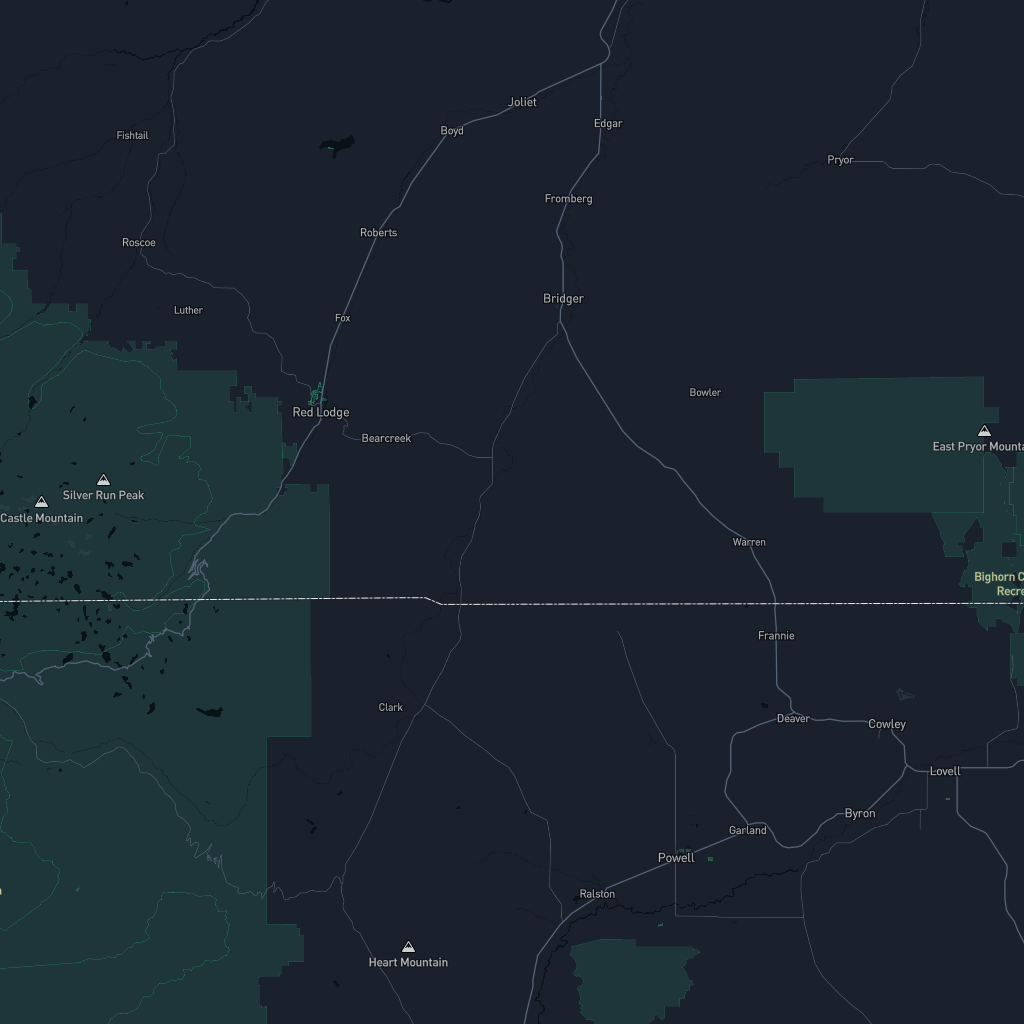 Joliet
Edgar
Boyd
Fishtail
Pryor
Fromberg
Roberts
Roscoe
Bridger
Luther
Fox
Bowler
Red Lodge
Bearcreek
East Pryor Mounta
Silver Run Peak
Castle Mountain
Warren
Bighorn C
Recre
Frannie
Clark
Deaver
Cowley
Lovell
Byron
Garland
Powell
Ralston
Heart Mountain